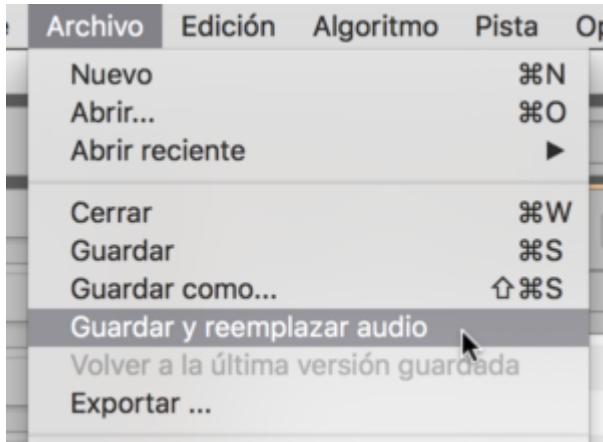 Archivo Edición Algoritmo Pista
Nuevo ⌘N
Abrir... ⌘O
Abrir reciente ▶
Cerrar ⌘W
Guardar ⌘S
Guardar como... ⇧⌘S
Guardar y reemplazar audio
Volver a la última versión guardada
Exportar ...